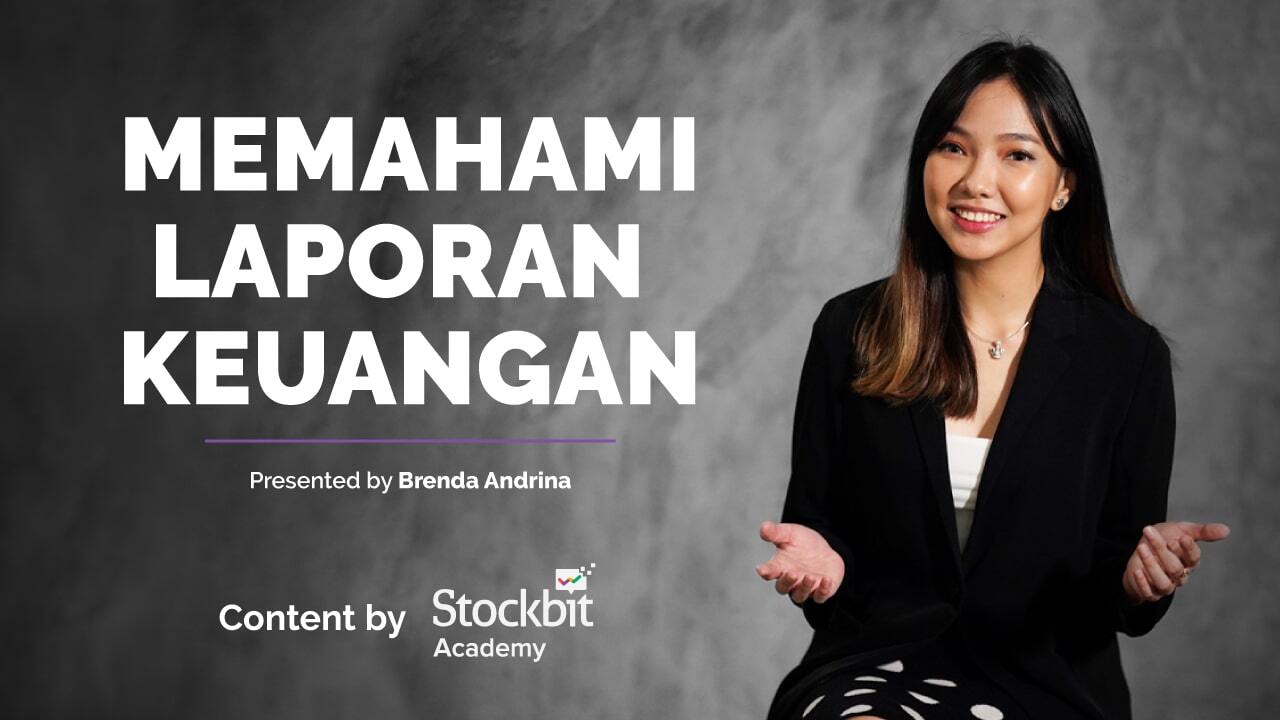 MEMAHAMI
LAPORAN
KEUANGAN
Presented by Brenda Andrina
Content by Stockbit
Academy